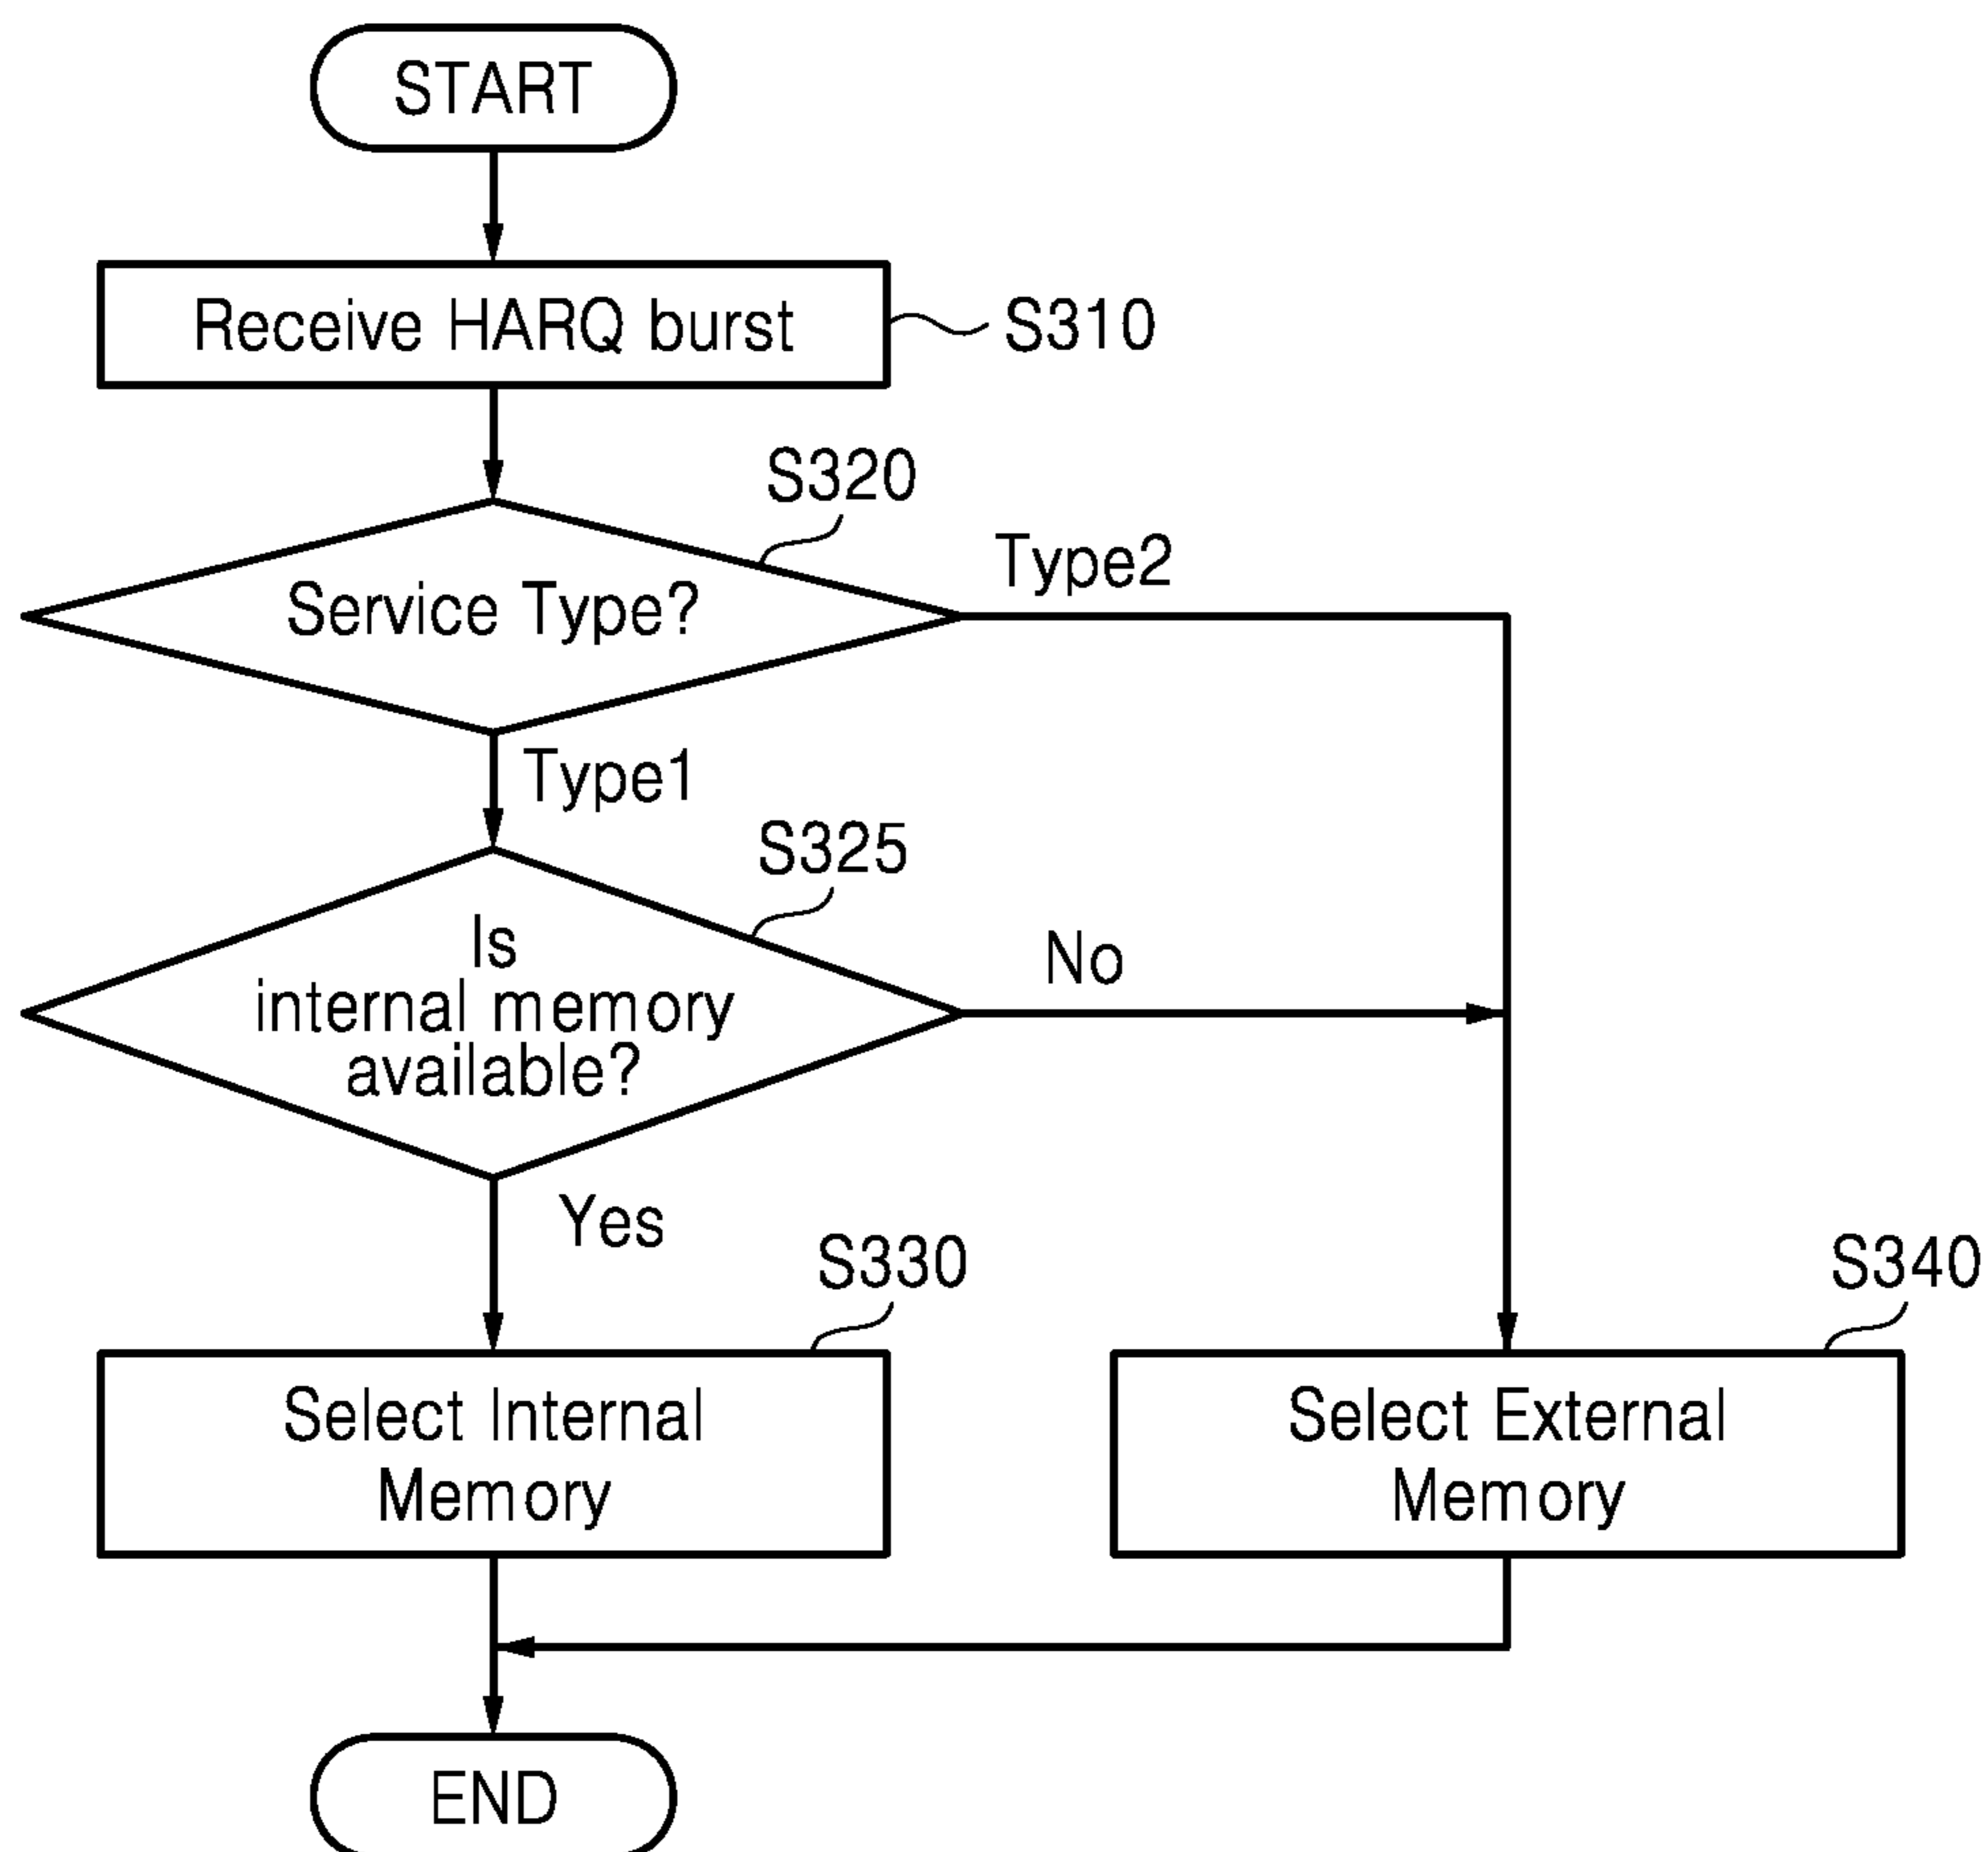 START
Receive HARQ burst
S310
S320
Service Type?
Type2
Type1
S325
Is
internal memory
available?
No
Yes
S330
Select Internal
Memory
S340
Select External
Memory
END